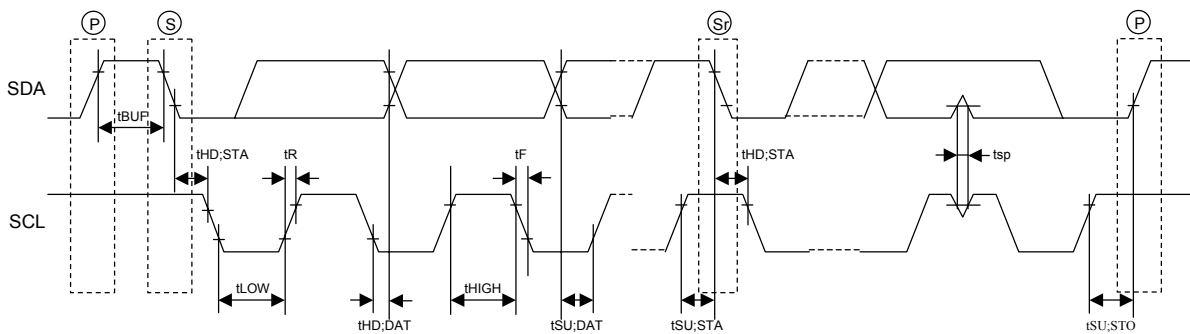 P S Sr P
SDA
tBUF
tHD;STA tR tF tHD;STA tsp
SCL
tLOW tHIGH
tHD;DAT tSU;DAT tSU;STA tSU;STO